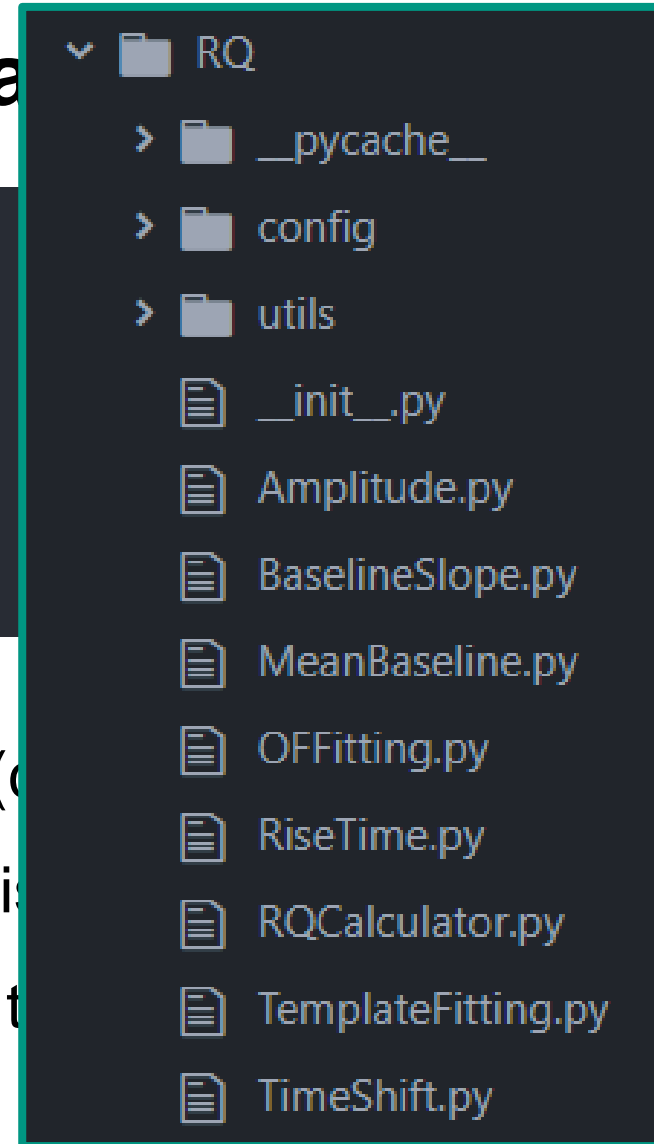 RQ
__pycache__
config
utils
__init__.py
Amplitude.py
BaselineSlope.py
MeanBaseline.py
OFFitting.py
RiseTime.py
RQCalculator.py
TemplateFitting.py
TimeShift.py